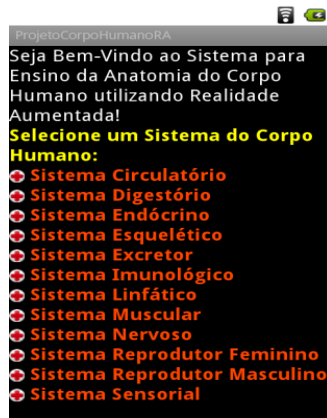 ProjetoCorpoHumanoRA
Seja Bem-Vindo ao Sistema para
Ensino da Anatomia do Corpo
Humano utilizando Realidade
Aumentada!
Selecione um Sistema do Corpo
Humano:
Sistema Circulatório
Sistema Digestório
Sistema Endócrino
Sistema Esquelético
Sistema Excretor
Sistema Imunológico
Sistema Linfático
Sistema Muscular
Sistema Nervoso
Sistema Reprodutor Feminino
Sistema Reprodutor Masculino
Sistema Sensorial